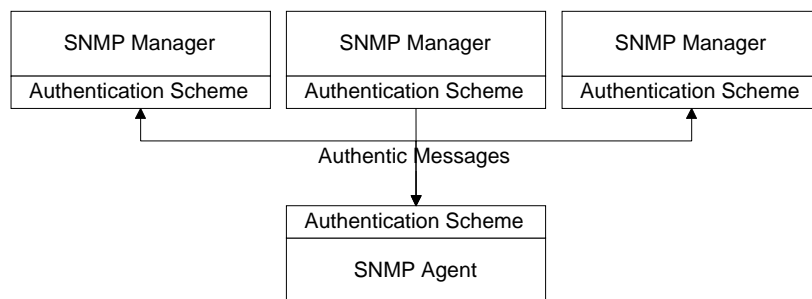 SNMP Manager
SNMP Manager
SNMP Manager
Authentication Scheme
Authentication Scheme
Authentication Scheme
Authentic Messages
Authentication Scheme
SNMP Agent